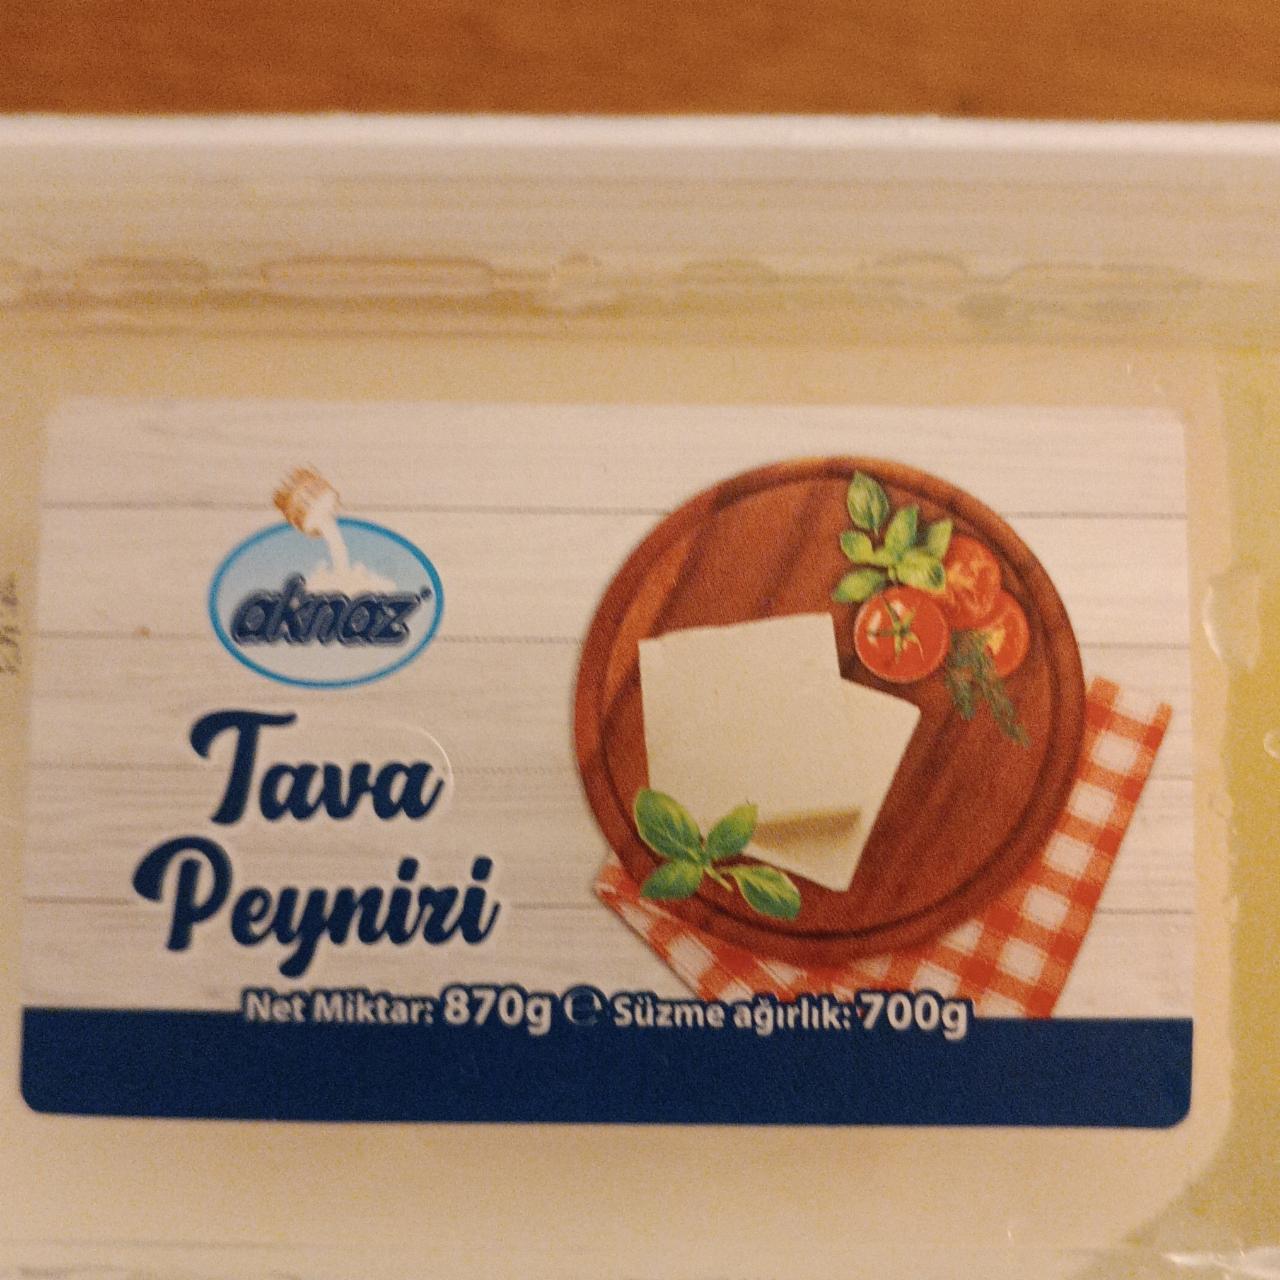 aknaz
Tava
Peyniri
Net Miktar: 870g ℮ Süzme ağırlık: 700g